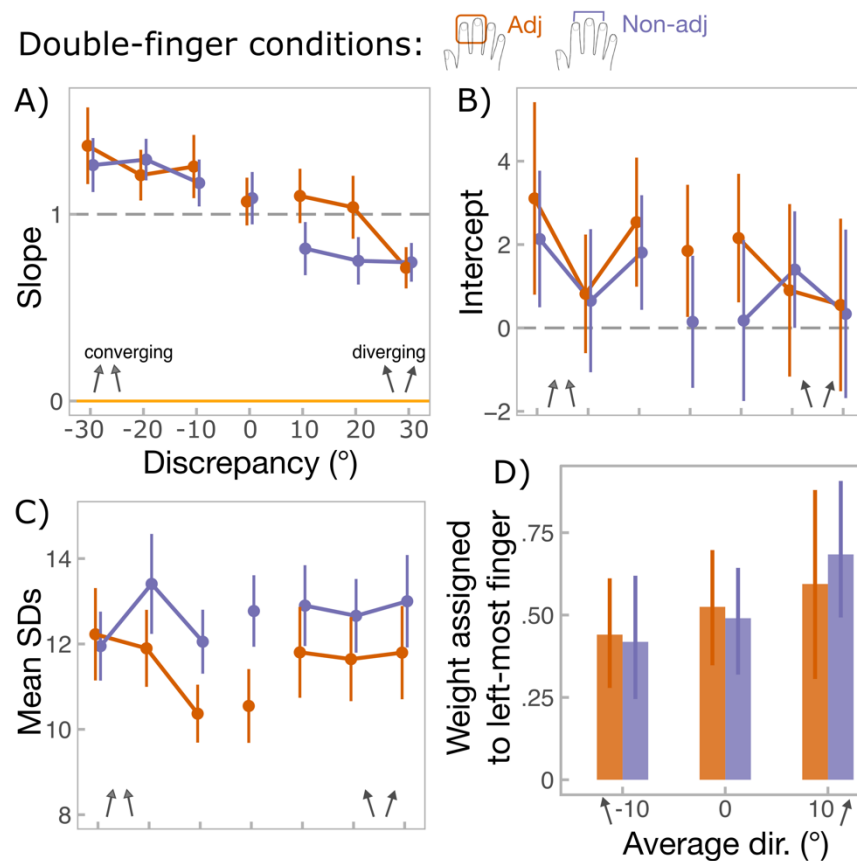 Double-finger conditions: Adj Non-adj
A)
Slope
1
0
converging diverging
-30 -20 -10 0 10 20 30
Discrepancy (°)
B)
Intercept
4
2
0
−2
C)
Mean SDs
14
12
10
8
D)
Weight assigned
to left-most finger
.75
.50
.25
0
-10 0 10
Average dir. (°)